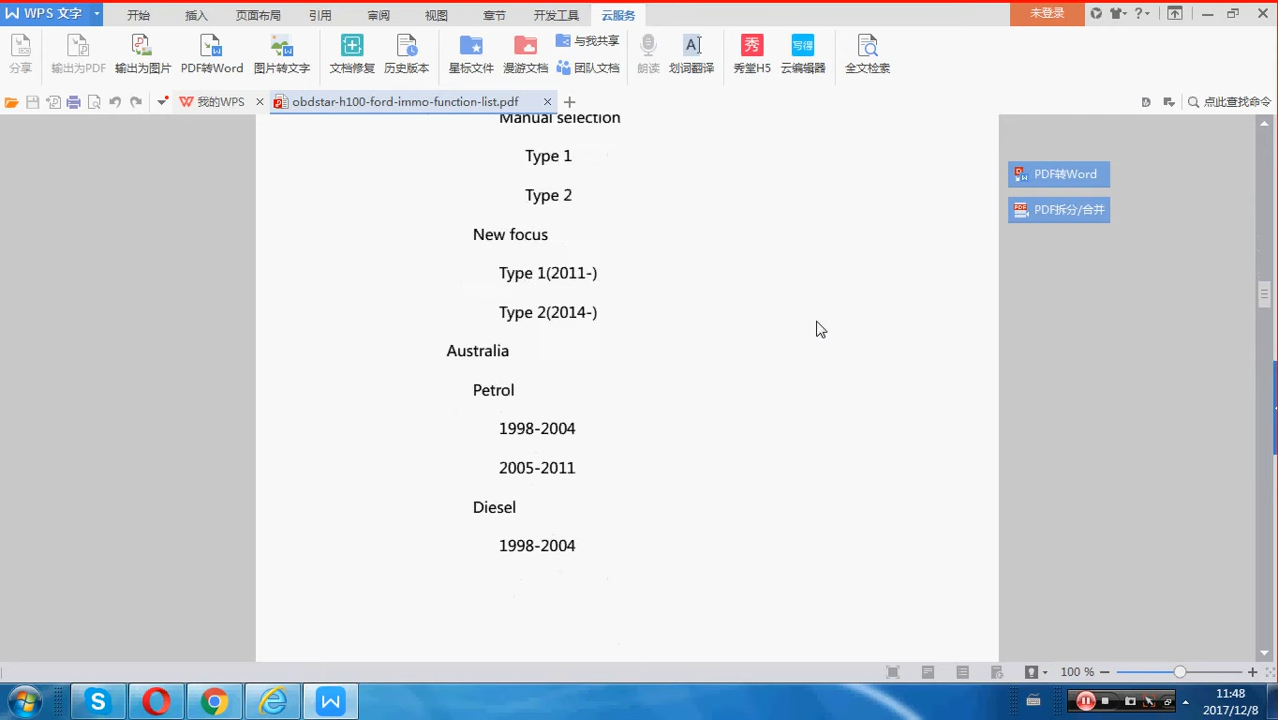 WPS 文字 开始 插入 页面布局 引用 审阅 视图 章节 开发工具 云服务 未登录
分享 输出为PDF 输出为图片 PDF转Word 图片转文字 文档修复 历史版本 星标文件 漫游文档 与我共享 团队文档 朗读 划词翻译 秀堂H5 云编辑器 全文检索
我的WPS obdstar-h100-ford-immo-function-list.pdf 点此查找命令
Manual selection
Type 1
PDF转Word
Type 2
PDF拆分/合并
New focus
Type 1(2011-)
Type 2(2014-)
Australia
Petrol
1998-2004
2005-2011
Diesel
1998-2004
100 %
11:48
2017/12/8